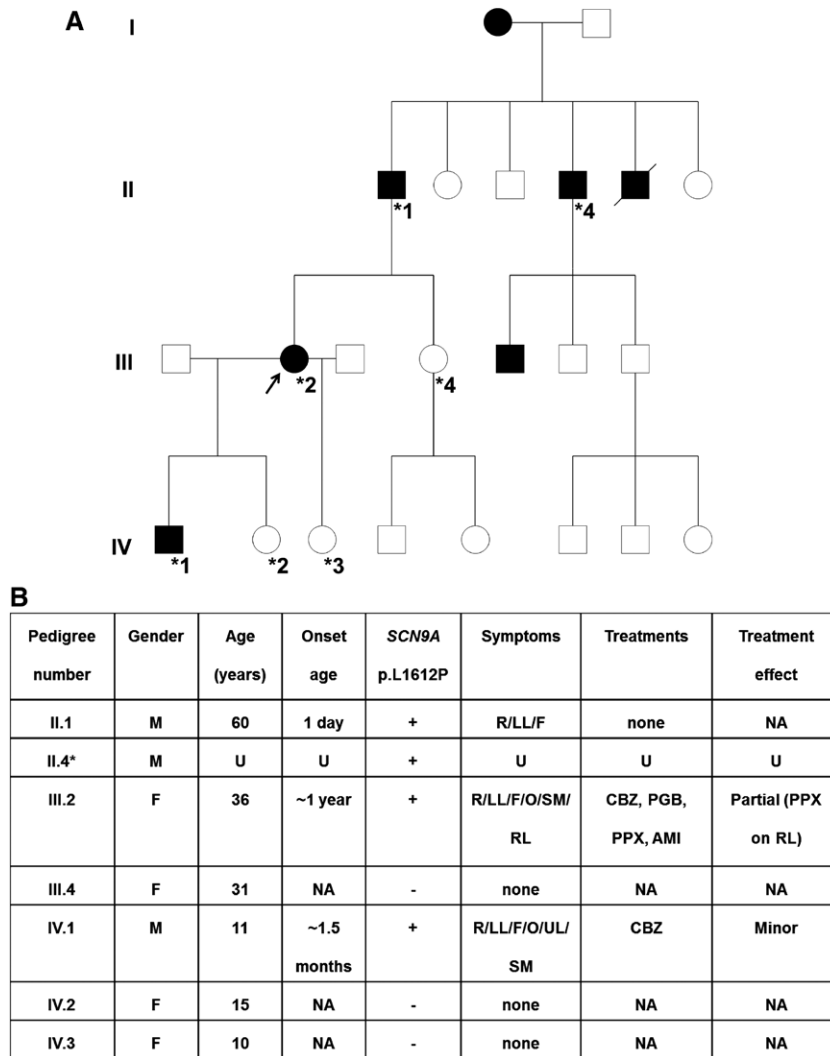 A
I
II
*1
*4
III
*2
*4
IV
*1
*2
*3
B
Pedigree number Gender Age (years) Onset age SCN9A p.L1612P Symptoms Treatments Treatment effect
II.1 M 60 1 day + R/LL/F none NA
II.4* M U U + U U U
III.2 F 36 ~1 year + R/LL/F/O/SM/ RL CBZ, PGB, PPX, AMI Partial (PPX on RL)
III.4 F 31 NA - none NA NA
IV.1 M 11 ~1.5 months + R/LL/F/O/UL/ SM CBZ Minor
IV.2 F 15 NA - none NA NA
IV.3 F 10 NA - none NA NA